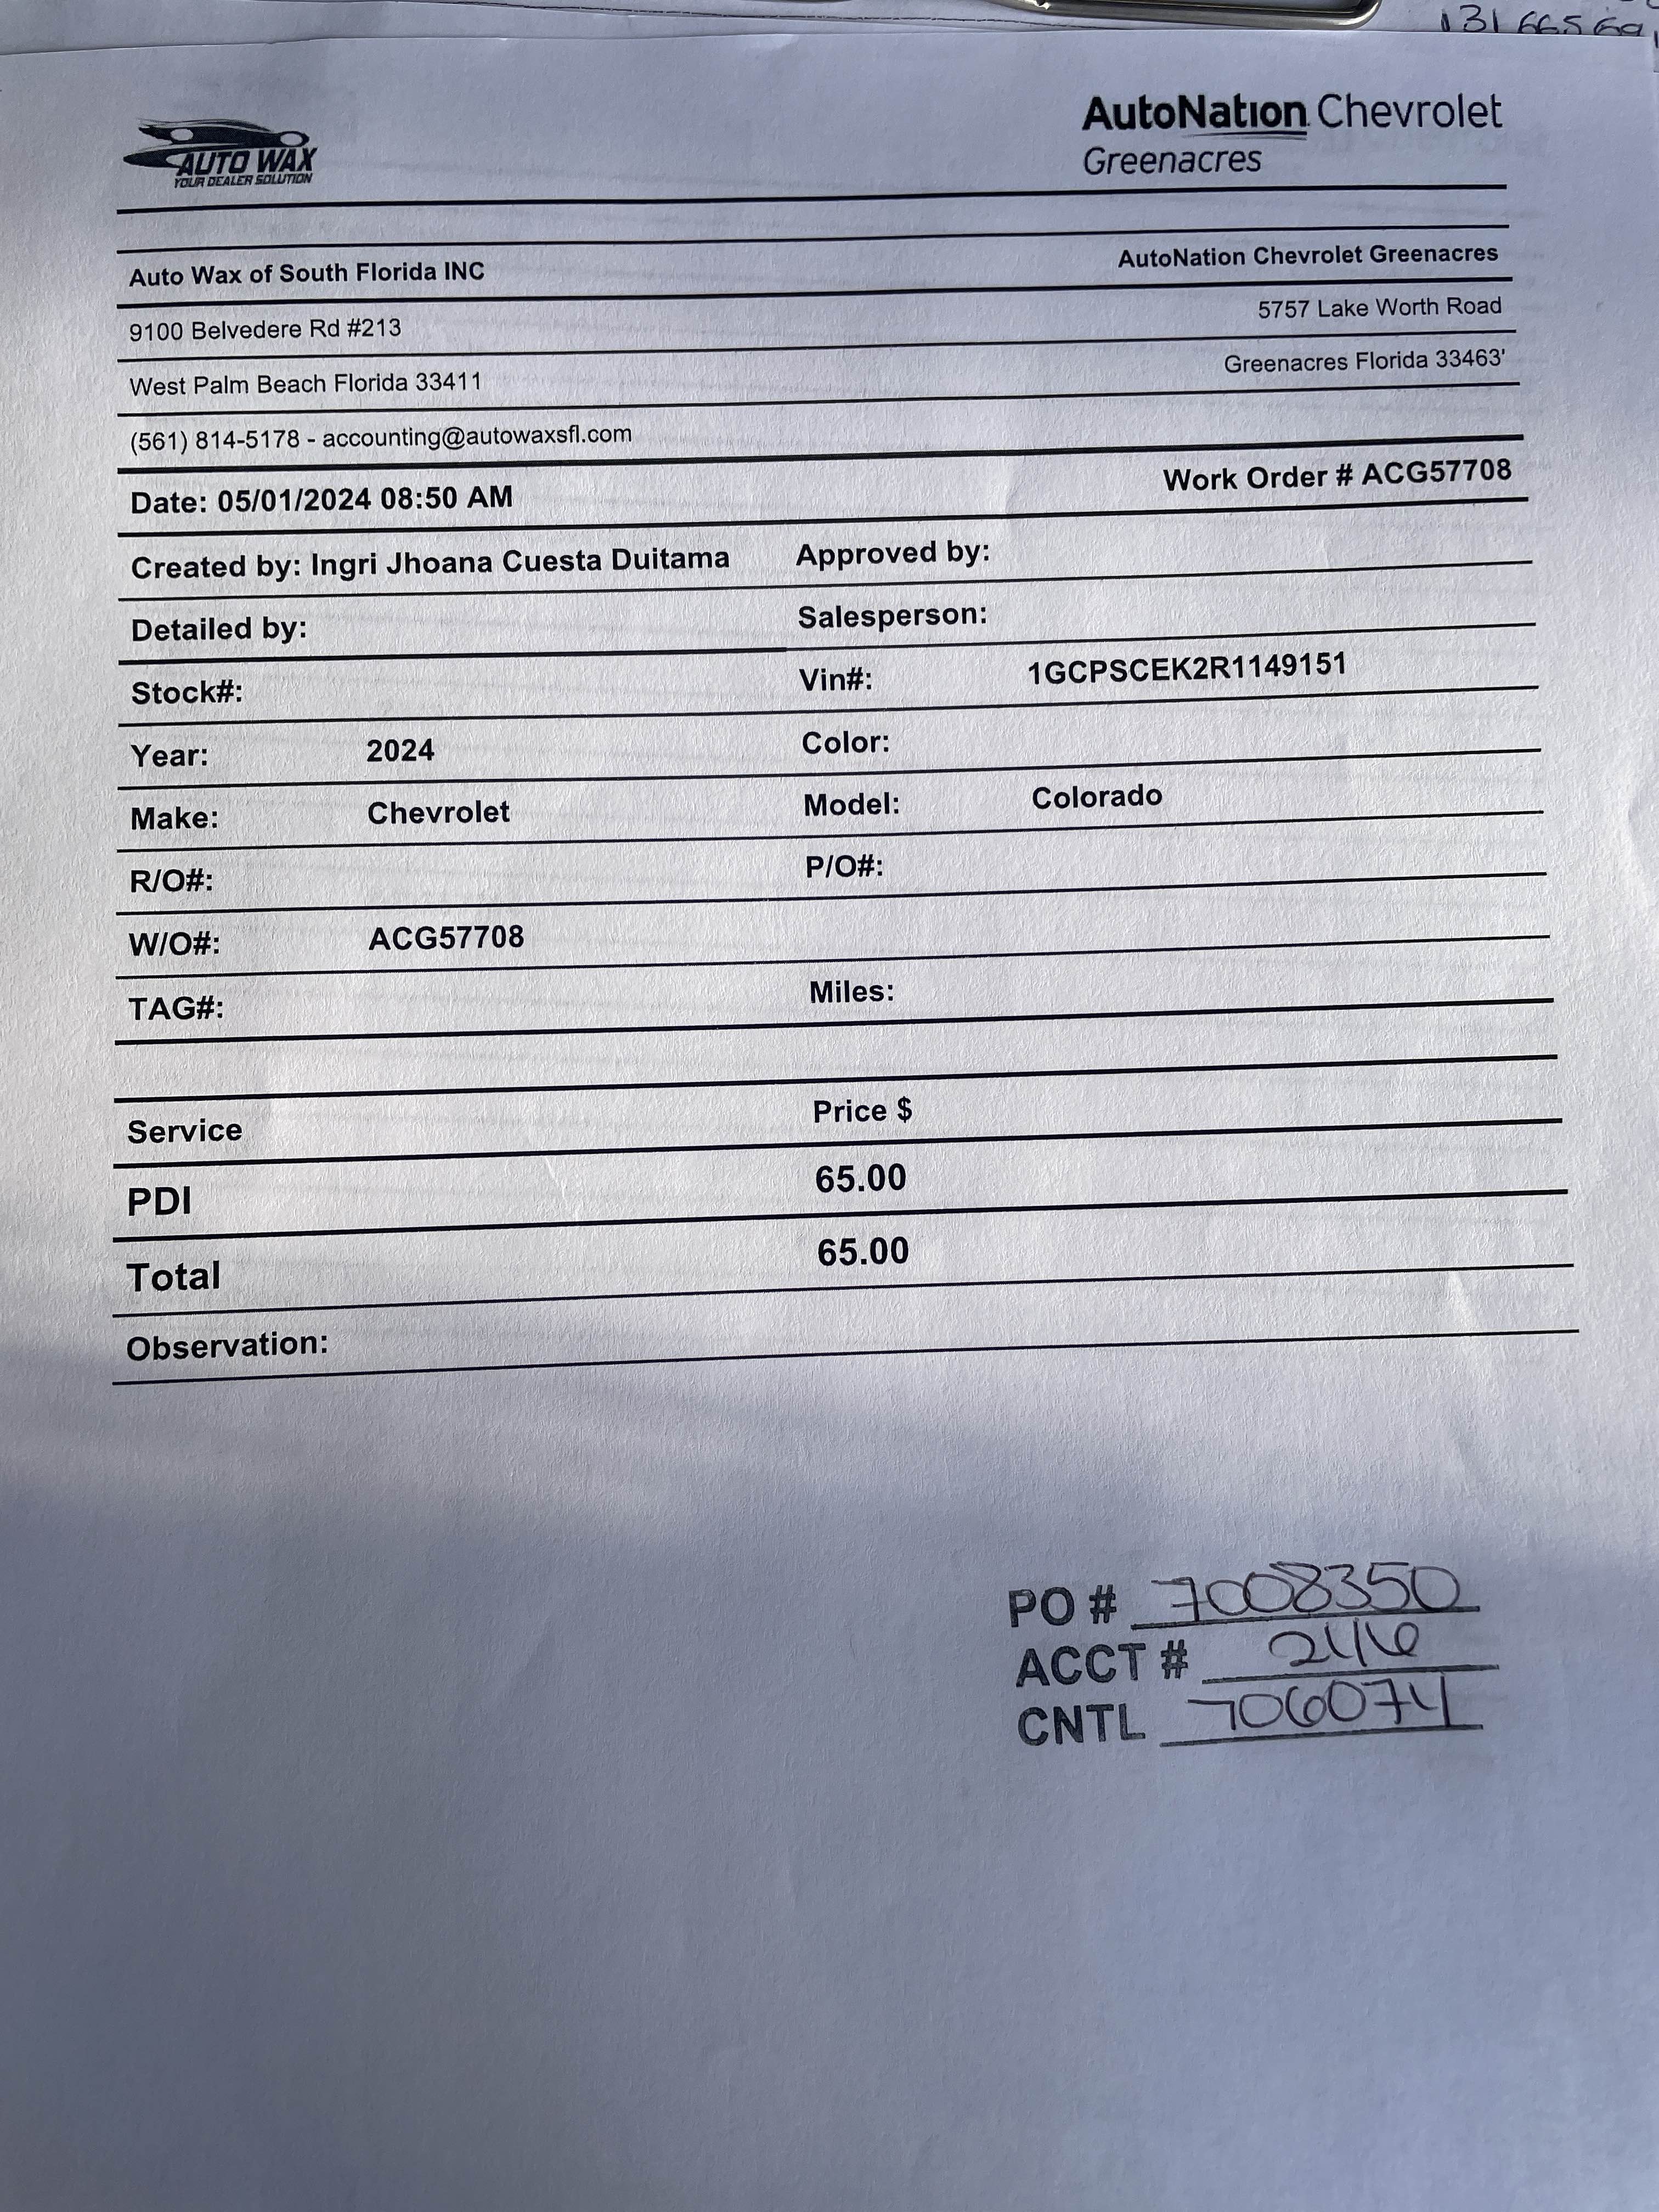 131665691
AUTO WAX
YOUR DEALER SOLUTION
AutoNation Chevrolet
Greenacres
Auto Wax of South Florida INC
AutoNation Chevrolet Greenacres
9100 Belvedere Rd #213
5757 Lake Worth Road
West Palm Beach Florida 33411
Greenacres Florida 33463'
(561) 814-5178 - accounting@autowaxsfl.com
Date: 05/01/2024 08:50 AM
Work Order # ACG57708
Created by: Ingri Jhoana Cuesta Duitama
Approved by:
Detailed by:
Salesperson:
Stock#:
Vin#: 1GCPSCEK2R1149151
Year: 2024
Color:
Make: Chevrolet
Model: Colorado
R/O#:
P/O#:
W/O#: ACG57708
TAG#:
Miles:
Service Price $
PDI 65.00
Total 65.00
Observation:
PO # 7008350
ACCT #
CNTL 706074